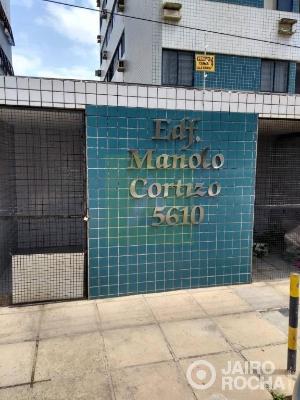 Edf.
Manolo
Cortizo
5610
JAIRO
ROCHA